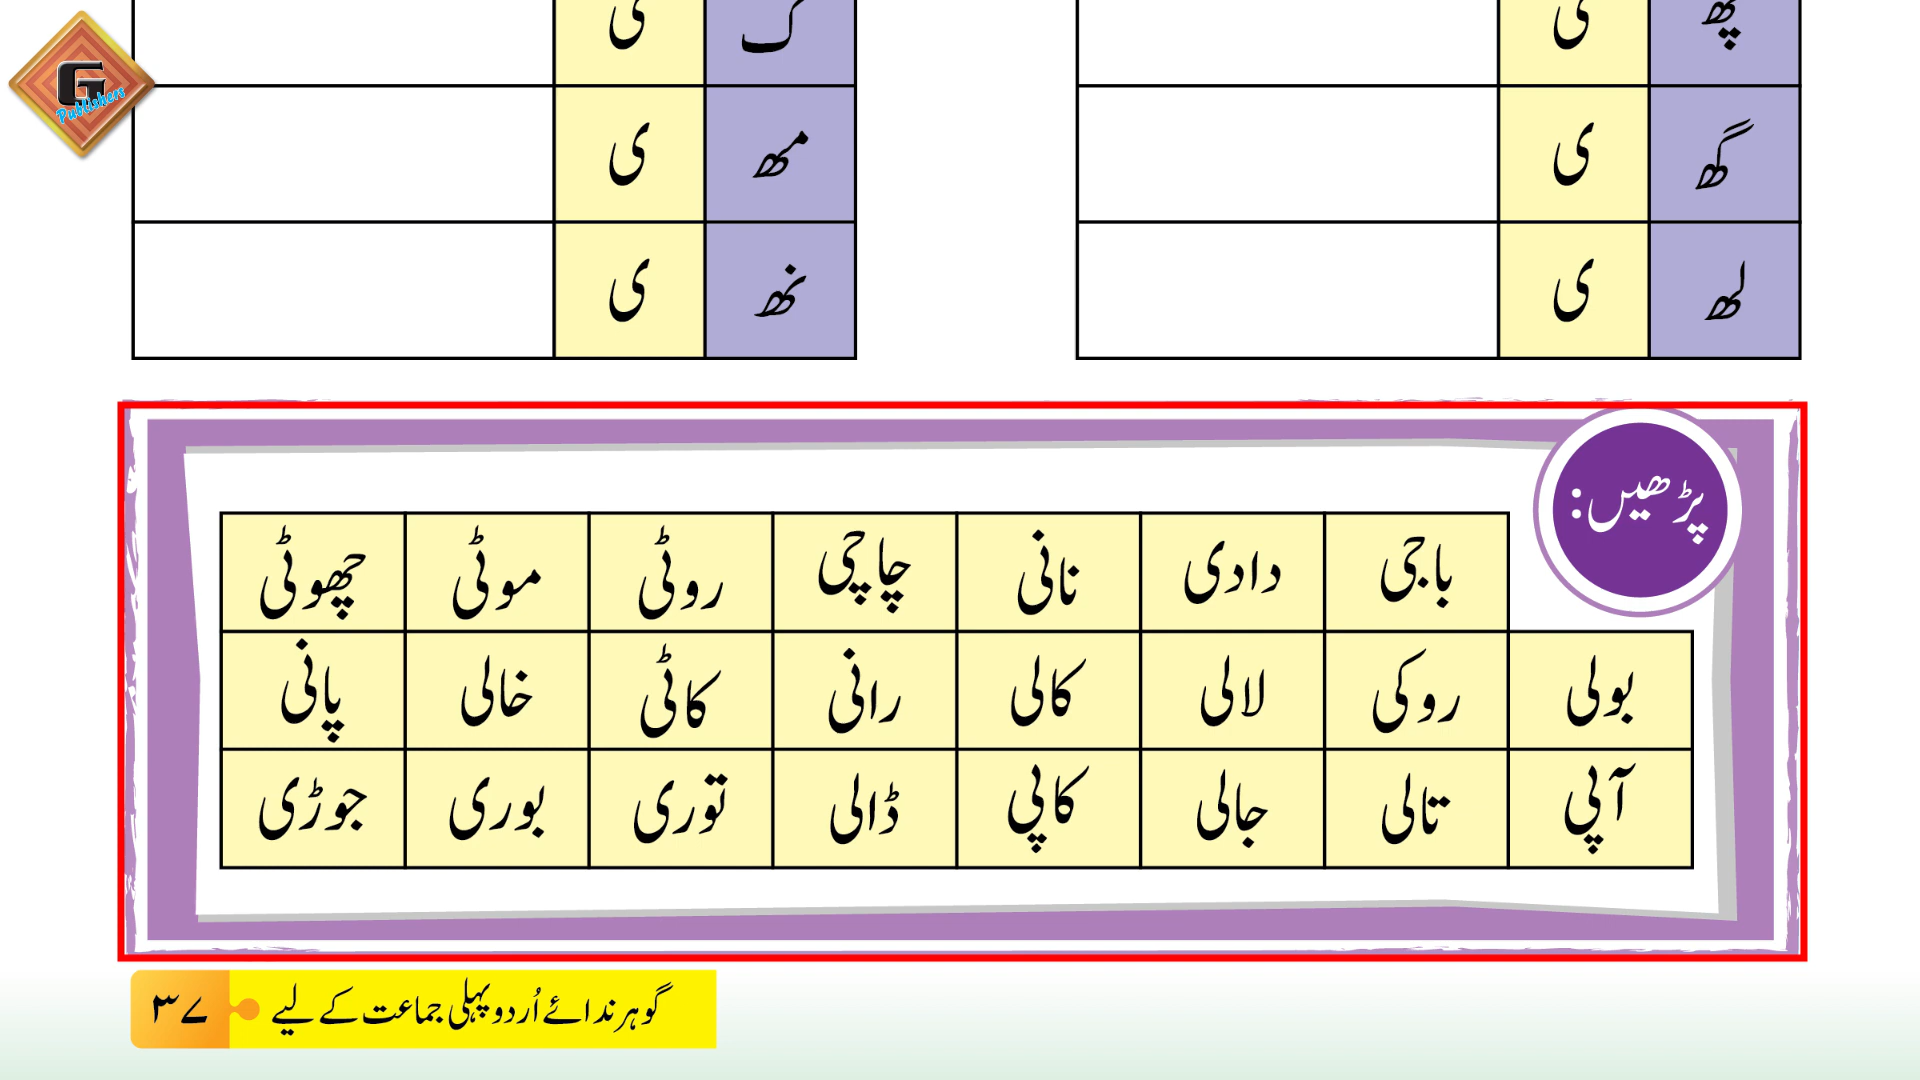 پھ ی
ک ی
گھ ی
مھ ی
لھ ی
نھ ی
پڑھیں:
باجی دادی نانی چاچی روٹی موٹی چھوٹی
بولی روکی لالی کالی رانی کاٹی خالی پانی
آپی تالی جالی کاپی ڈالی توری بوری جوڑی
گوہر ندائے اُردو پہلی جماعت کے لیے
۳۷
G
Publishers